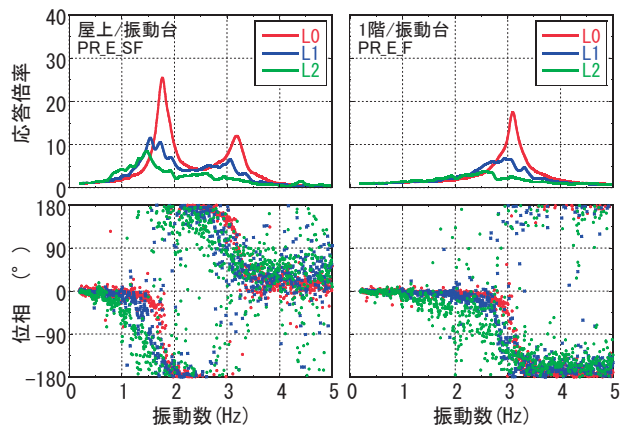 屋上/振動台
PR_E_SF
L0
L1
L2
1階/振動台
PR_E_F
L0
L1
L2
応答倍率
40
30
20
10
0
位相 (°)
180
90
0
-90
-180
0 1 2 3 4 5
0 1 2 3 4 5
振動数(Hz)
振動数(Hz)